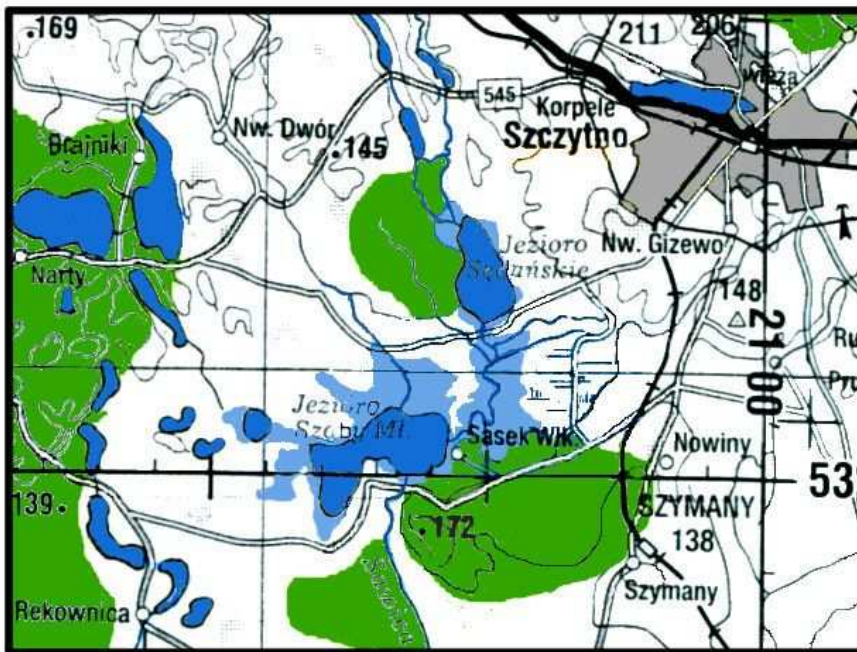 169
211
206
wieża
545
Korpele
Szczytno
Brajniki
Nw. Dwór
145
Jezioro
Nw. Gizewo
Narty
148
21 00'
Ru
Jezioro
Sasek Wlk.
Nowiny
53
139
172
SZYMANY
138
Szymany
Rekownica